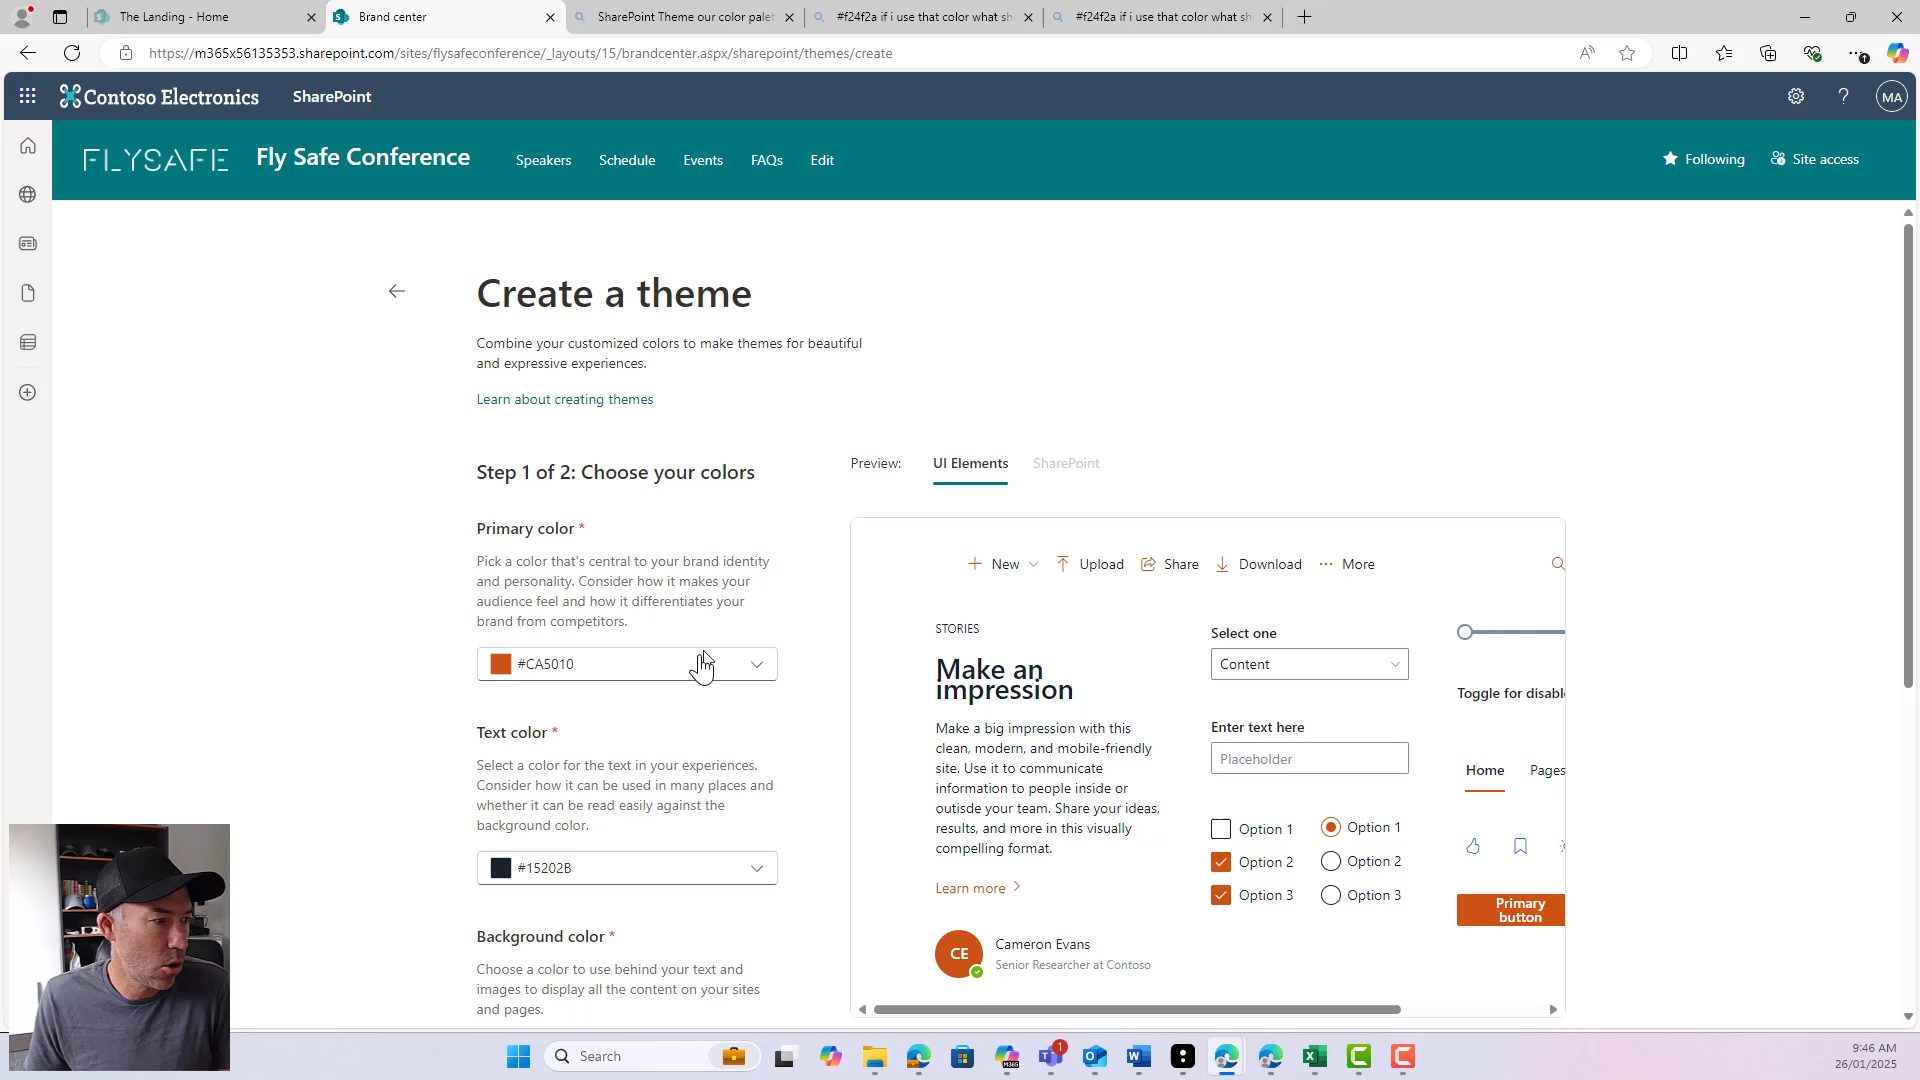 The Landing - Home
Brand center
SharePoint Theme our color palet
#f24f2a if i use that color what sh
#f24f2a if i use that color what sh
https://m365x56135353.sharepoint.com/sites/flysafeconference/_layouts/15/brandcenter.aspx/sharepoint/themes/create
Contoso Electronics
SharePoint
MA
FLYSAFE
Fly Safe Conference
Speakers
Schedule
Events
FAQs
Edit
Following
Site access
Create a theme
Combine your customized colors to make themes for beautiful
and expressive experiences.
Learn about creating themes
Step 1 of 2: Choose your colors
Primary color *
Pick a color that's central to your brand identity
and personality. Consider how it makes your
audience feel and how it differentiates your
brand from competitors.
#CA5010
Text color *
Select a color for the text in your experiences.
Consider how it can be used in many places and
whether it can be read easily against the
background color.
#15202B
Background color *
Choose a color to use behind your text and
images to display all the content on your sites
and pages.
Preview:
UI Elements
SharePoint
New
Upload
Share
Download
More
STORIES
Make an
impression
Make a big impression with this
clean, modern, and mobile-friendly
site. Use it to communicate
information to people inside or
outisde your team. Share your ideas,
results, and more in this visually
compelling format.
Learn more
CE
Cameron Evans
Senior Researcher at Contoso
Select one
Content
Enter text here
Placeholder
Option 1
Option 2
Option 3
Option 1
Option 2
Option 3
Toggle for disabl
Home
Pages
Primary
button
Search
M365
1
9:46 AM
26/01/2025